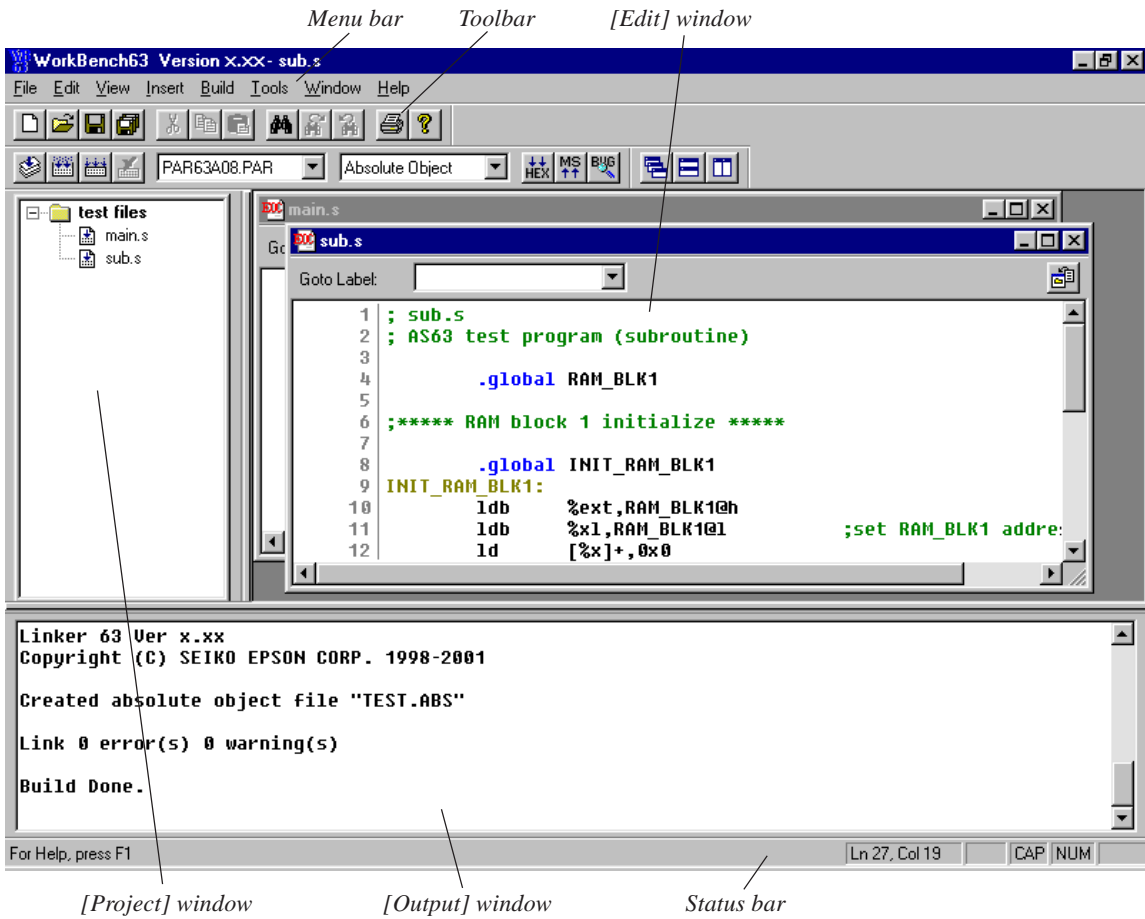 Menu bar Toolbar [Edit] window
WorkBench63 Version x.xx- sub.s
File Edit View Insert Build Tools Window Help
PAR63A08.PAR Absolute Object HEX MS BUG
test files
main.s
sub.s
main.s
Go
sub.s
Goto Label:
1 ; sub.s
2 ; AS63 test program (subroutine)
3
4 .global RAM_BLK1
5
6 ;***** RAM block 1 initialize *****
7
8 .global INIT_RAM_BLK1
9 INIT_RAM_BLK1:
10 ldb %ext,RAM_BLK1@h
11 ldb %xl,RAM_BLK1@l ;set RAM_BLK1 addre
12 ld [%x]+,0x0
Linker 63 Ver x.xx
Copyright (C) SEIKO EPSON CORP. 1998-2001
Created absolute object file "TEST.ABS"
Link 0 error(s) 0 warning(s)
Build Done.
For Help, press F1 Ln 27, Col 19 CAP NUM
[Project] window [Output] window Status bar